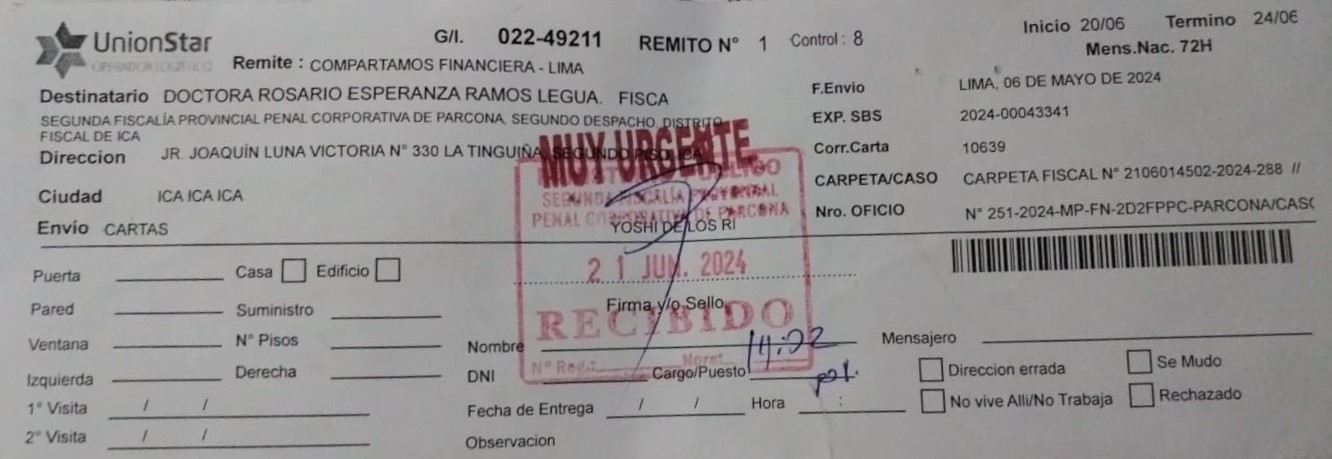 UnionStar
OPERADOR LOGISTICO
G/I. 022-49211 REMITO N° 1 Control : 8
Inicio 20/06 Termino 24/06
Mens.Nac. 72H
Remite : COMPARTAMOS FINANCIERA - LIMA
Destinatario DOCTORA ROSARIO ESPERANZA RAMOS LEGUA. FISCA
SEGUNDA FISCALÍA PROVINCIAL PENAL CORPORATIVA DE PARCONA, SEGUNDO DESPACHO, DISTRITO
FISCAL DE ICA
Direccion JR. JOAQUÍN LUNA VICTORIA N° 330 LA TINGUIÑA, SEGUNDO PISO, ICA
Ciudad ICA ICA ICA
Envío CARTAS
F.Envio LIMA, 06 DE MAYO DE 2024
EXP. SBS 2024-00043341
Corr.Carta 10639
CARPETA/CASO CARPETA FISCAL N° 2106014502-2024-288 //
Nro. OFICIO N° 251-2024-MP-FN-2D2FPPC-PARCONA/CASO
MUY URGENTE
SEGUNDA FISCALÍA PROVINCIAL
PENAL CORPORATIVA DE PARCONA
YOSHI DE LOS RI
21 JUN. 2024
Firma y/o Sello
RECIBIDO
N° Regit. Hora:
14:02
Puerta Casa Edificio
Pared Suministro
Ventana N° Pisos
Izquierda Derecha
1° Visita / /
2° Visita / /
Nombre
DNI Cargo/Puesto
Fecha de Entrega / / Hora :
Observacion
Mensajero
Direccion errada Se Mudo
No vive Alli/No Trabaja Rechazado